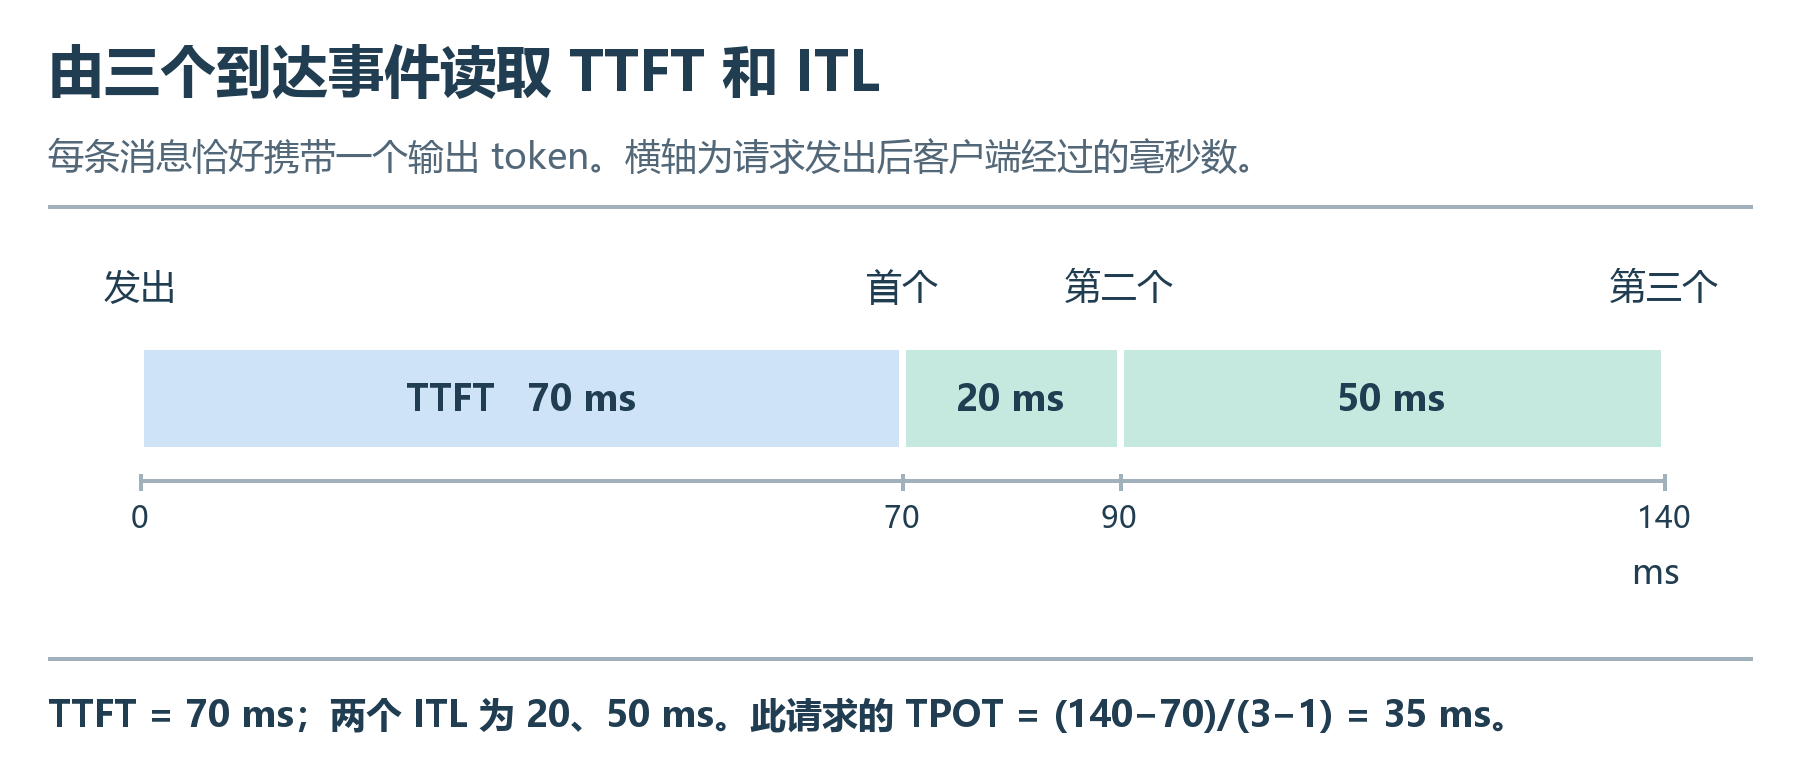 由三个到达事件读取 TTFT 和 ITL
每条消息恰好携带一个输出 token。横轴为请求发出后客户端经过的毫秒数。
发出 首个 第二个 第三个
TTFT 70 ms 20 ms 50 ms
0 70 90 140
ms
TTFT = 70 ms；两个 ITL 为 20、50 ms。此请求的 TPOT = (140−70)/(3−1) = 35 ms。